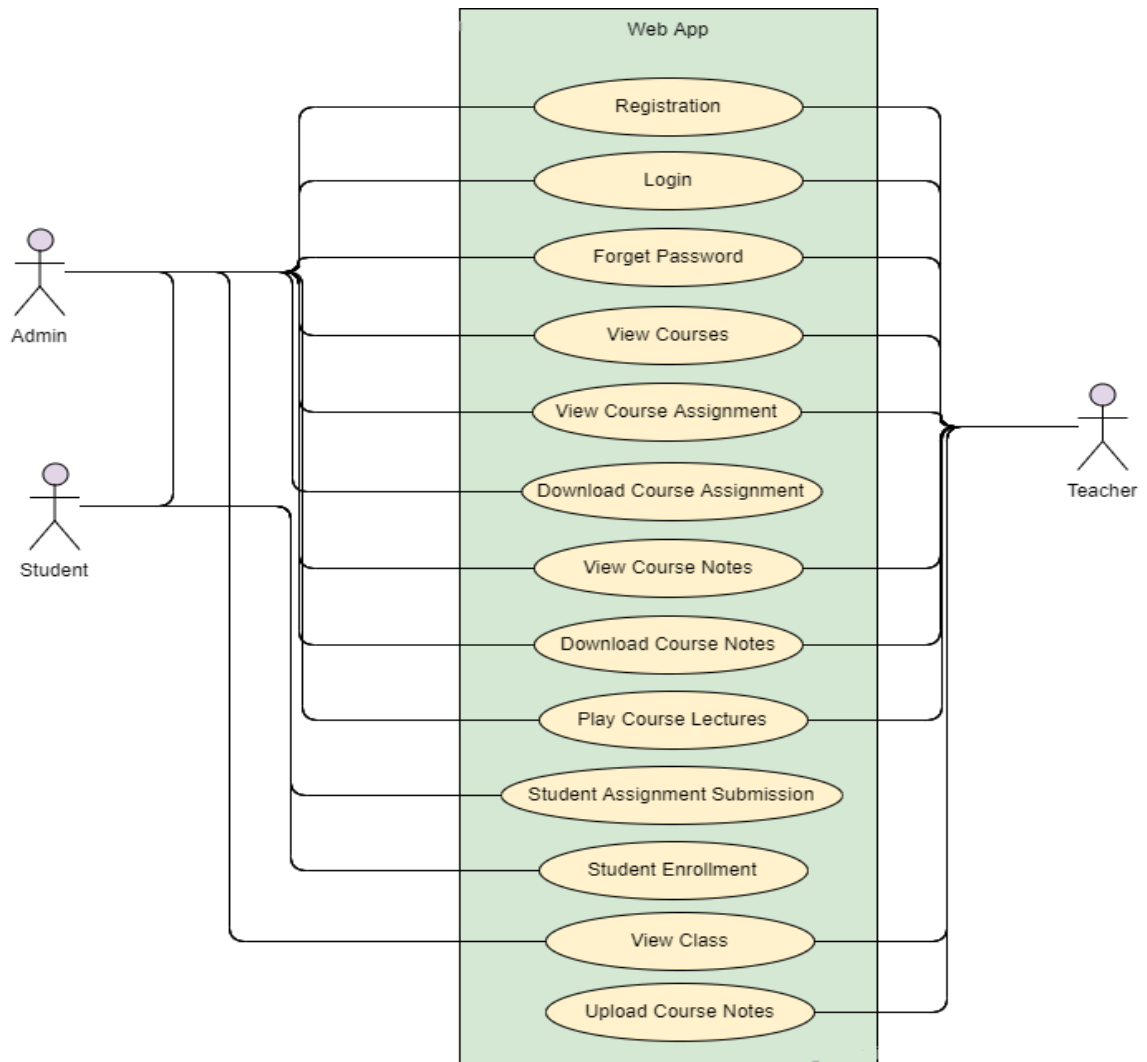 Web App
Registration
Login
Forget Password
View Courses
View Course Assignment
Download Course Assignment
View Course Notes
Download Course Notes
Play Course Lectures
Student Assignment Submission
Student Enrollment
View Class
Upload Course Notes
Admin
Student
Teacher